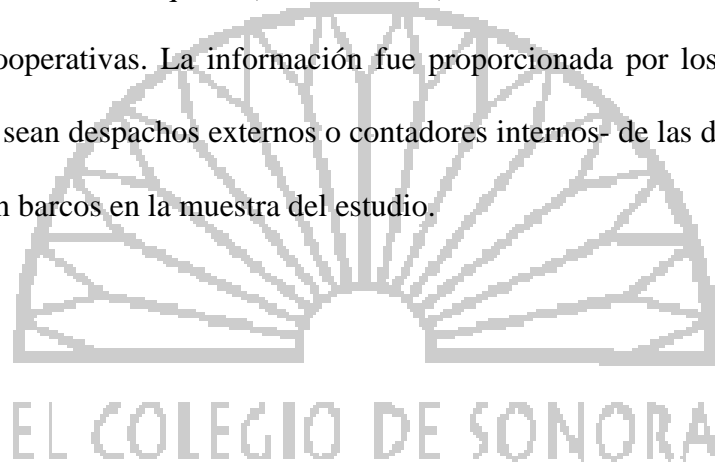 ooperativas. La información fue proporcionada por los
sean despachos externos o contadores internos- de las d
n barcos en la muestra del estudio.
EL COLEGIO DE SONORA